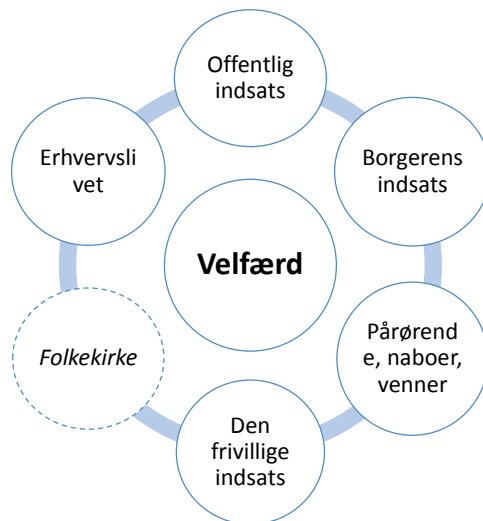 Offentlig
indsats
Erhvervsli
vet
Borgerens
indsats
Velfærd
Folkekirke
Pårørend
e, naboer,
venner
Den
frivillige
indsats